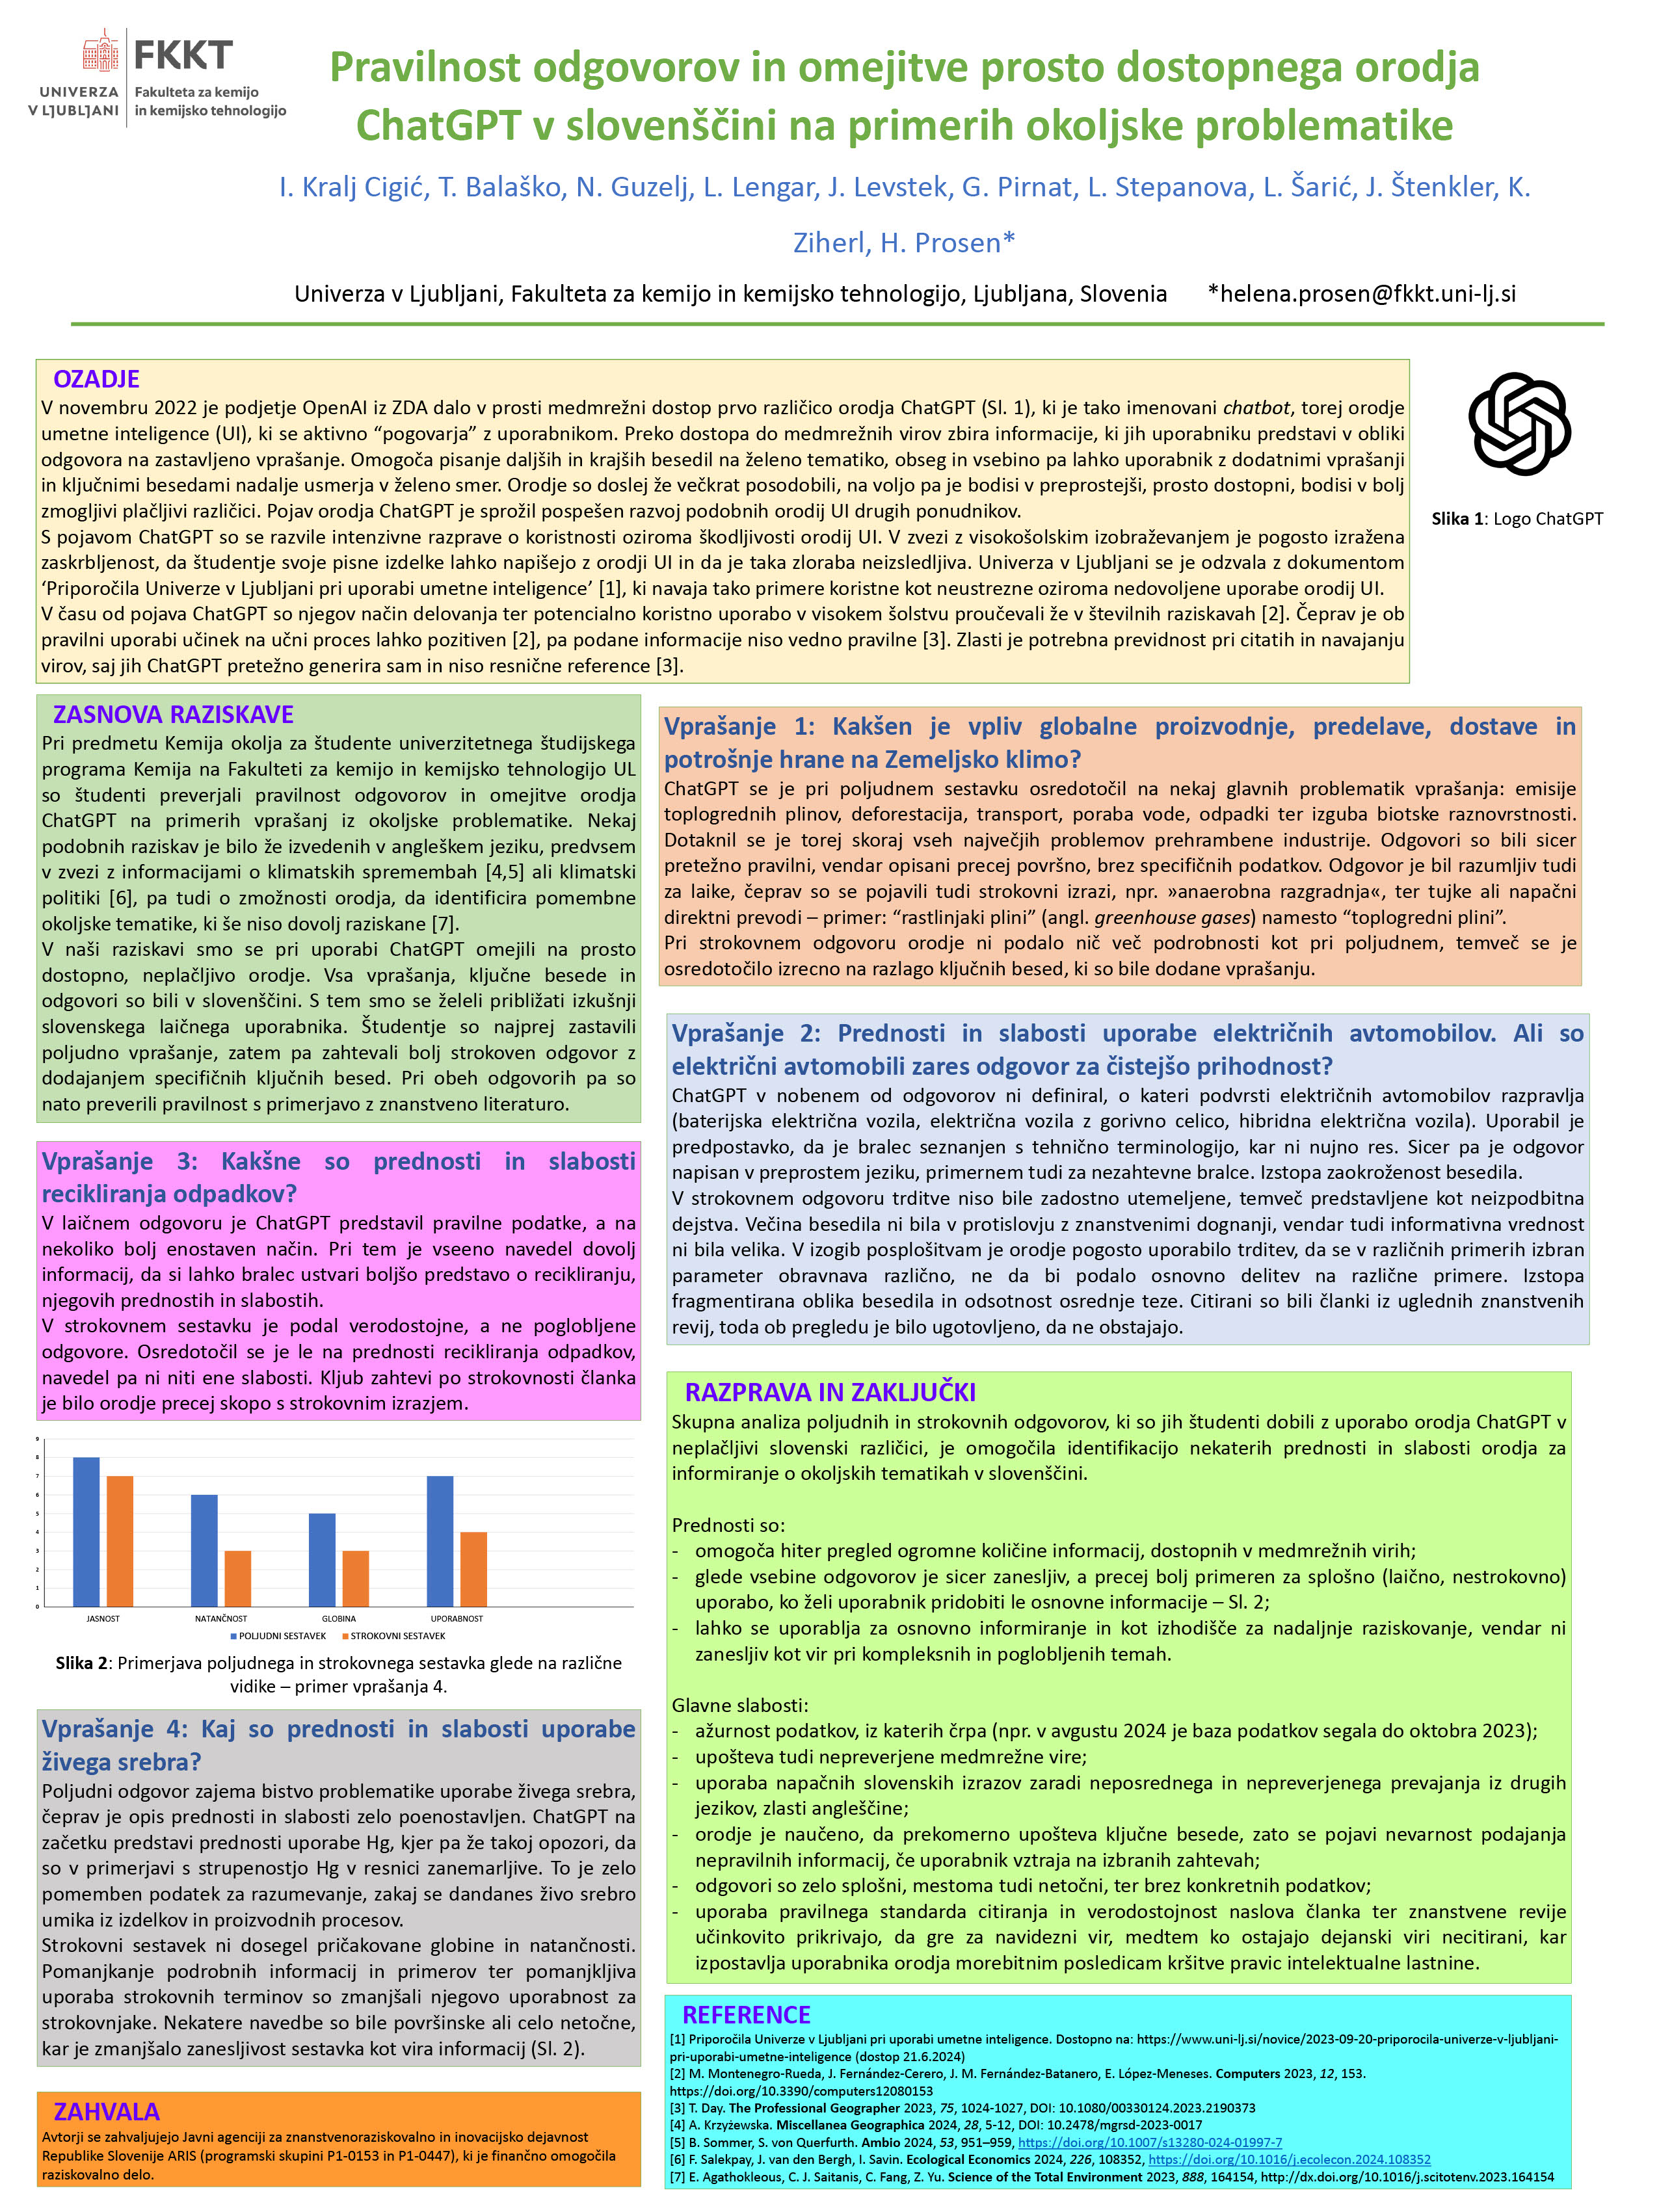 FKKT
UNIVERZA
V LJUBLJANI
Fakulteta za kemijo
in kemijsko tehnologijo
Pravilnost odgovorov in omejitve prosto dostopnega orodja
ChatGPT v slovenščini na primerih okoljske problematike
I. Kralj Cigić, T. Balaško, N. Guzelj, L. Lengar, J. Levstek, G. Pirnat, L. Stepanova, L. Šarić, J. Štenkler, K.
Ziherl, H. Prosen*
Univerza v Ljubljani, Fakulteta za kemijo in kemijsko tehnologijo, Ljubljana, Slovenia *helena.prosen@fkkt.uni-lj.si
OZADJE
V novembru 2022 je podjetje OpenAI iz ZDA dalo v prosti medmrežni dostop prvo različico orodja ChatGPT (Sl. 1), ki je tako imenovani chatbot, torej orodje
umetne inteligence (UI), ki se aktivno “pogovarja” z uporabnikom. Preko dostopa do medmrežnih virov zbira informacije, ki jih uporabniku predstavi v obliki
odgovora na zastavljeno vprašanje. Omogoča pisanje daljših in krajših besedil na želeno tematiko, obseg in vsebino pa lahko uporabnik z dodatnimi vprašanji
in ključnimi besedami nadalje usmerja v želeno smer. Orodje so doslej že večkrat posodobili, na voljo pa je bodisi v preprostejši, prosto dostopni, bodisi v bolj
zmogljivi plačljivi različici. Pojav orodja ChatGPT je sprožil pospešen razvoj podobnih orodij UI drugih ponudnikov.
S pojavom ChatGPT so se razvile intenzivne razprave o koristnosti oziroma škodljivosti orodij UI. V zvezi z visokošolskim izobraževanjem je pogosto izražena
zaskrbljenost, da študentje svoje pisne izdelke lahko napišejo z orodji UI in da je taka zloraba neizsledljiva. Univerza v Ljubljani se je odzvala z dokumentom
‘Priporočila Univerze v Ljubljani pri uporabi umetne inteligence’ [1], ki navaja tako primere koristne kot neustrezne oziroma nedovoljene uporabe orodij UI.
V času od pojava ChatGPT so njegov način delovanja ter potencialno koristno uporabo v visokem šolstvu proučevali že v številnih raziskavah [2]. Čeprav je ob
pravilni uporabi učinek na učni proces lahko pozitiven [2], pa podane informacije niso vedno pravilne [3]. Zlasti je potrebna previdnost pri citatih in navajanju
virov, saj jih ChatGPT pretežno generira sam in niso resnične reference [3].
Slika 1: Logo ChatGPT
ZASNOVA RAZISKAVE
Pri predmetu Kemija okolja za študente univerzitetnega študijskega
programa Kemija na Fakulteti za kemijo in kemijsko tehnologijo UL
so študenti preverjali pravilnost odgovorov in omejitve orodja
ChatGPT na primerih vprašanj iz okoljske problematike. Nekaj
podobnih raziskav je bilo že izvedenih v angleškem jeziku, predvsem
v zvezi z informacijami o klimatskih spremembah [4,5] ali klimatski
politiki [6], pa tudi o zmožnosti orodja, da identificira pomembne
okoljske tematike, ki še niso dovolj raziskane [7].
V naši raziskavi smo se pri uporabi ChatGPT omejili na prosto
dostopno, neplačljivo orodje. Vsa vprašanja, ključne besede in
odgovori so bili v slovenščini. S tem smo se želeli približati izkušnji
slovenskega laičnega uporabnika. Študentje so najprej zastavili
poljudno vprašanje, zatem pa zahtevali bolj strokoven odgovor z
dodajanjem specifičnih ključnih besed. Pri obeh odgovorih pa so
nato preverili pravilnost s primerjavo z znanstveno literaturo.
Vprašanje 1: Kakšen je vpliv globalne proizvodnje, predelave, dostave in
potrošnje hrane na Zemeljsko klimo?
ChatGPT se je pri poljudnem sestavku osredotočil na nekaj glavnih problematik vprašanja: emisije
toplogrednih plinov, deforestacija, transport, poraba vode, odpadki ter izguba biotske raznovrstnosti.
Dotaknil se je torej skoraj vseh največjih problemov prehrambene industrije. Odgovori so bili sicer
pretežno pravilni, vendar opisani precej površno, brez specifičnih podatkov. Odgovor je bil razumljiv tudi
za laike, čeprav so se pojavili tudi strokovni izrazi, npr. »anaerobna razgradnja«, ter tujke ali napačni
direktni prevodi – primer: “rastlinjaki plini” (angl. greenhouse gases) namesto “toplogredni plini”.
Pri strokovnem odgovoru orodje ni podalo nič več podrobnosti kot pri poljudnem, temveč se je
osredotočilo izrecno na razlago ključnih besed, ki so bile dodane vprašanju.
Vprašanje 2: Prednosti in slabosti uporabe električnih avtomobilov. Ali so
električni avtomobili zares odgovor za čistejšo prihodnost?
ChatGPT v nobenem od odgovorov ni definiral, o kateri podvrsti električnih avtomobilov razpravlja
(baterijska električna vozila, električna vozila z gorivno celico, hibridna električna vozila). Uporabil je
predpostavko, da je bralec seznanjen s tehnično terminologijo, kar ni nujno res. Sicer pa je odgovor
napisan v preprostem jeziku, primernem tudi za nezahtevne bralce. Izstopa zaokroženost besedila.
V strokovnem odgovoru trditve niso bile zadostno utemeljene, temveč predstavljene kot neizpodbitna
dejstva. Večina besedila ni bila v protislovju z znanstvenimi dognanji, vendar tudi informativna vrednost
ni bila velika. V izogib posplošitvam je orodje pogosto uporabilo trditev, da se v različnih primerih izbran
parameter obravnava različno, ne da bi podalo osnovno delitev na različne primere. Izstopa
fragmentirana oblika besedila in odsotnost osrednje teze. Citirani so bili članki iz uglednih znanstvenih
revij, toda ob pregledu je bilo ugotovljeno, da ne obstajajo.
Vprašanje 3: Kakšne so prednosti in slabosti
recikliranja odpadkov?
V laičnem odgovoru je ChatGPT predstavil pravilne podatke, a na
nekoliko bolj enostaven način. Pri tem je vseeno navedel dovolj
informacij, da si lahko bralec ustvari boljšo predstavo o recikliranju,
njegovih prednostih in slabostih.
V strokovnem sestavku je podal verodostojne, a ne poglobljene
odgovore. Osredotočil se je le na prednosti recikliranja odpadkov,
navedel pa ni niti ene slabosti. Kljub zahtevi po strokovnosti članka
je bilo orodje precej skopo s strokovnim izrazjem.
9
8
7
6
5
4
3
2
1
0
JASNOST NATANČNOST GLOBINA UPORABNOST
POLJUDNI SESTAVEK STROKOVNI SESTAVEK
Slika 2: Primerjava poljudnega in strokovnega sestavka glede na različne
vidike – primer vprašanja 4.
Vprašanje 4: Kaj so prednosti in slabosti uporabe
živega srebra?
Poljudni odgovor zajema bistvo problematike uporabe živega srebra,
čeprav je opis prednosti in slabosti zelo poenostavljen. ChatGPT na
začetku predstavi prednosti uporabe Hg, kjer pa že takoj opozori, da
so v primerjavi s strupenostjo Hg v resnici zanemarljive. To je zelo
pomemben podatek za razumevanje, zakaj se dandanes živo srebro
umika iz izdelkov in proizvodnih procesov.
Strokovni sestavek ni dosegel pričakovane globine in natančnosti.
Pomanjkanje podrobnih informacij in primerov ter pomanjkljiva
uporaba strokovnih terminov so zmanjšali njegovo uporabnost za
strokovnjake. Nekatere navedbe so bile površinske ali celo netočne,
kar je zmanjšalo zanesljivost sestavka kot vira informacij (Sl. 2).
ZAHVALA
Avtorji se zahvaljujejo Javni agenciji za znanstvenoraziskovalno in inovacijsko dejavnost
Republike Slovenije ARIS (programski skupini P1-0153 in P1-0447), ki je finančno omogočila
raziskovalno delo.
RAZPRAVA IN ZAKLJUČKI
Skupna analiza poljudnih in strokovnih odgovorov, ki so jih študenti dobili z uporabo orodja ChatGPT v
neplačljivi slovenski različici, je omogočila identifikacijo nekaterih prednosti in slabosti orodja za
informiranje o okoljskih tematikah v slovenščini.
Prednosti so:
- omogoča hiter pregled ogromne količine informacij, dostopnih v medmrežnih virih;
- glede vsebine odgovorov je sicer zanesljiv, a precej bolj primeren za splošno (laično, nestrokovno)
uporabo, ko želi uporabnik pridobiti le osnovne informacije – Sl. 2;
- lahko se uporablja za osnovno informiranje in kot izhodišče za nadaljnje raziskovanje, vendar ni
zanesljiv kot vir pri kompleksnih in poglobljenih temah.
Glavne slabosti:
- ažurnost podatkov, iz katerih črpa (npr. v avgustu 2024 je baza podatkov segala do oktobra 2023);
- upošteva tudi nepreverjene medmrežne vire;
- uporaba napačnih slovenskih izrazov zaradi neposrednega in nepreverjenega prevajanja iz drugih
jezikov, zlasti angleščine;
- orodje je naučeno, da prekomerno upošteva ključne besede, zato se pojavi nevarnost podajanja
nepravilnih informacij, če uporabnik vztraja na izbranih zahtevah;
- odgovori so zelo splošni, mestoma tudi netočni, ter brez konkretnih podatkov;
- uporaba pravilnega standarda citiranja in verodostojnost naslova članka ter znanstvene revije
učinkovito prikrivajo, da gre za navidezni vir, medtem ko ostajajo dejanski viri necitirani, kar
izpostavlja uporabnika orodja morebitnim posledicam kršitve pravic intelektualne lastnine.
REFERENCE
[1] Priporočila Univerze v Ljubljani pri uporabi umetne inteligence. Dostopno na: https://www.uni-lj.si/novice/2023-09-20-priporocila-univerze-v-ljubljani-
pri-uporabi-umetne-inteligence (dostop 21.6.2024)
[2] M. Montenegro-Rueda, J. Fernández-Cerero, J. M. Fernández-Batanero, E. López-Meneses. Computers 2023, 12, 153.
https://doi.org/10.3390/computers12080153
[3] T. Day. The Professional Geographer 2023, 75, 1024-1027, DOI: 10.1080/00330124.2023.2190373
[4] A. Krzyżewska. Miscellanea Geographica 2024, 28, 5-12, DOI: 10.2478/mgrsd-2023-0017
[5] B. Sommer, S. von Querfurth. Ambio 2024, 53, 951–959, https://doi.org/10.1007/s13280-024-01997-7
[6] F. Salekpay, J. van den Bergh, I. Savin. Ecological Economics 2024, 226, 108352, https://doi.org/10.1016/j.ecolecon.2024.108352
[7] E. Agathokleous, C. J. Saitanis, C. Fang, Z. Yu. Science of the Total Environment 2023, 888, 164154, http://dx.doi.org/10.1016/j.scitotenv.2023.164154